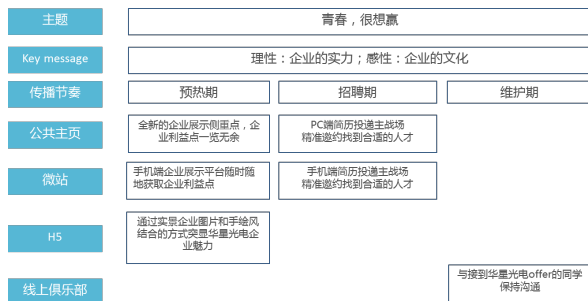 主题
青春，很想赢
Key message
理性：企业的实力；感性：企业的文化
传播节奏
预热期
招聘期
维护期
公共主页
全新的企业展示侧重点，企
业利益点一览无余
PC端简历投递主战场
精准邀约找到合适的人才
微站
手机端企业展示平台随时随
地获取企业利益点
手机端简历投递主战场
精准邀约找到合适的人才
H5
通过实景企业图片和手绘风
结合的方式突显华星光电企
业魅力
线上俱乐部
与接到华星光电offer的同学
保持沟通